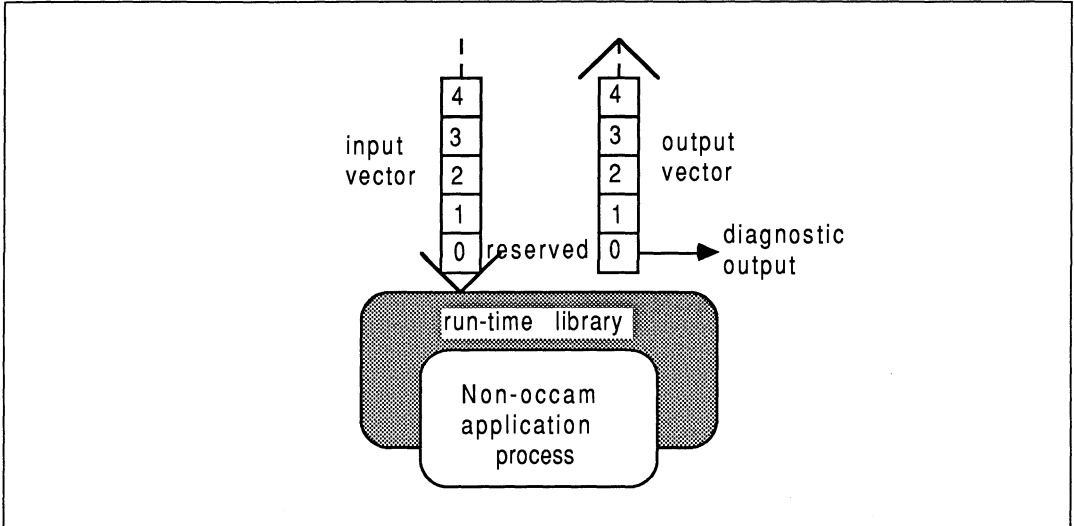 4
3
2
1
0
input
vector
4
3
2
1
0
output
vector
reserved
diagnostic
output
run-time library
Non-occam
application
process